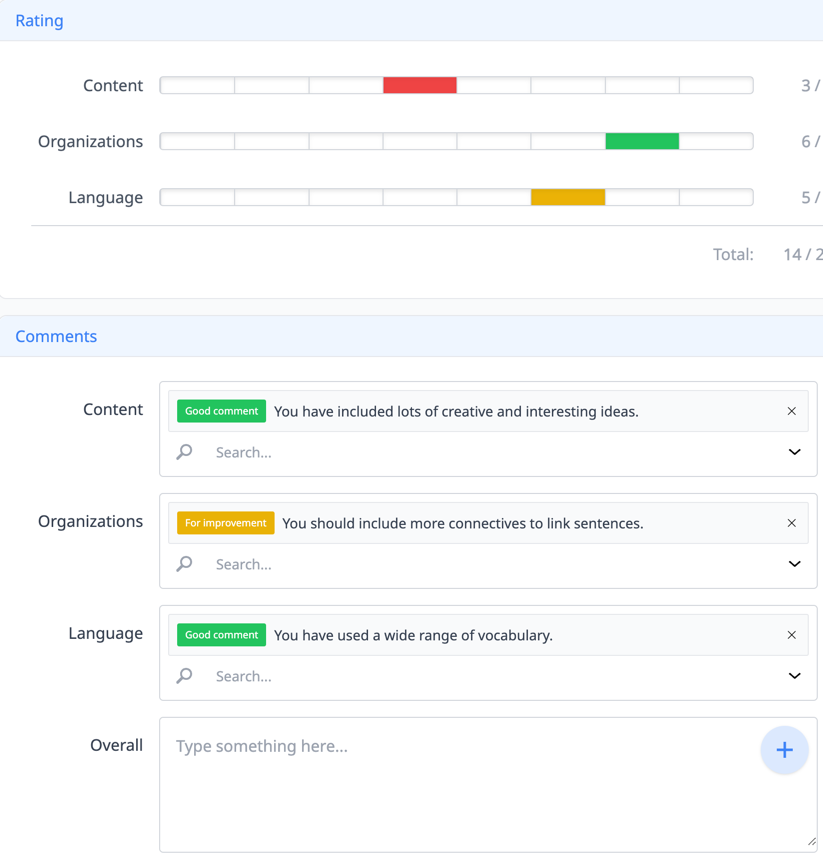 Rating
Content 3 /
Organizations 6 /
Language 5 /
Total: 14 / 2
Comments
Content
Good comment You have included lots of creative and interesting ideas. ×
Search...
Organizations
For improvement You should include more connectives to link sentences. ×
Search...
Language
Good comment You have used a wide range of vocabulary. ×
Search...
Overall
Type something here...
+